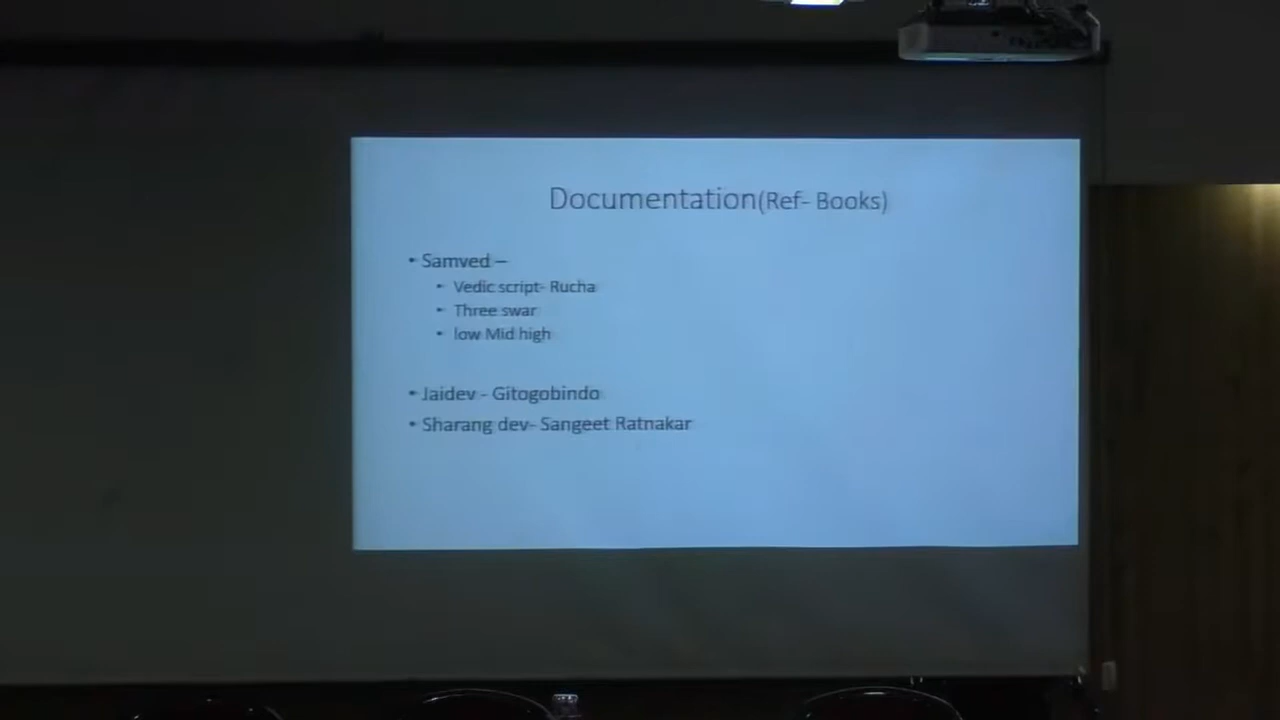 Documentation(Ref- Books)
• Samved –
• Vedic script- Rucha
• Three swar
• low Mid high
• Jaidev - Gitogobindo
• Sharang dev- Sangeet Ratnakar